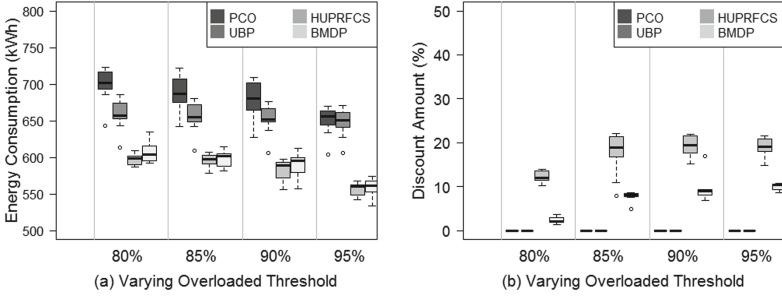 PCO HUPRFCS
UBP BMDP
Energy Consumption (kWh)
800
750
700
650
600
550
500
80% 85% 90% 95%
(a) Varying Overloaded Threshold
PCO HUPRFCS
UBP BMDP
Discount Amount (%)
50
40
30
20
10
0
80% 85% 90% 95%
(b) Varying Overloaded Threshold